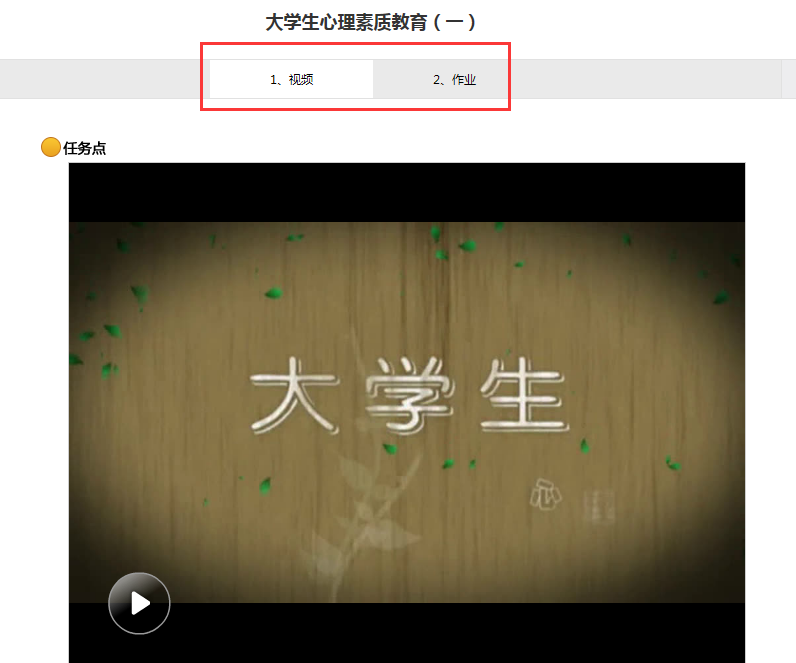 大学生心理素质教育（一）
1、视频
2、作业
任务点
大学生
心